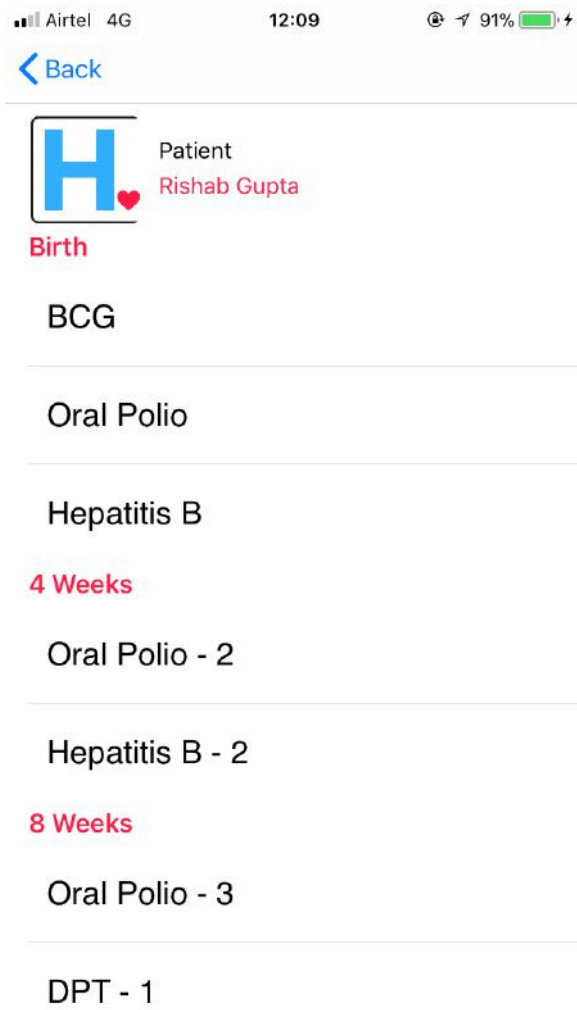 Airtel 4G 12:09 91%
Back
H
Patient
Rishab Gupta
Birth
BCG
Oral Polio
Hepatitis B
4 Weeks
Oral Polio - 2
Hepatitis B - 2
8 Weeks
Oral Polio - 3
DPT - 1